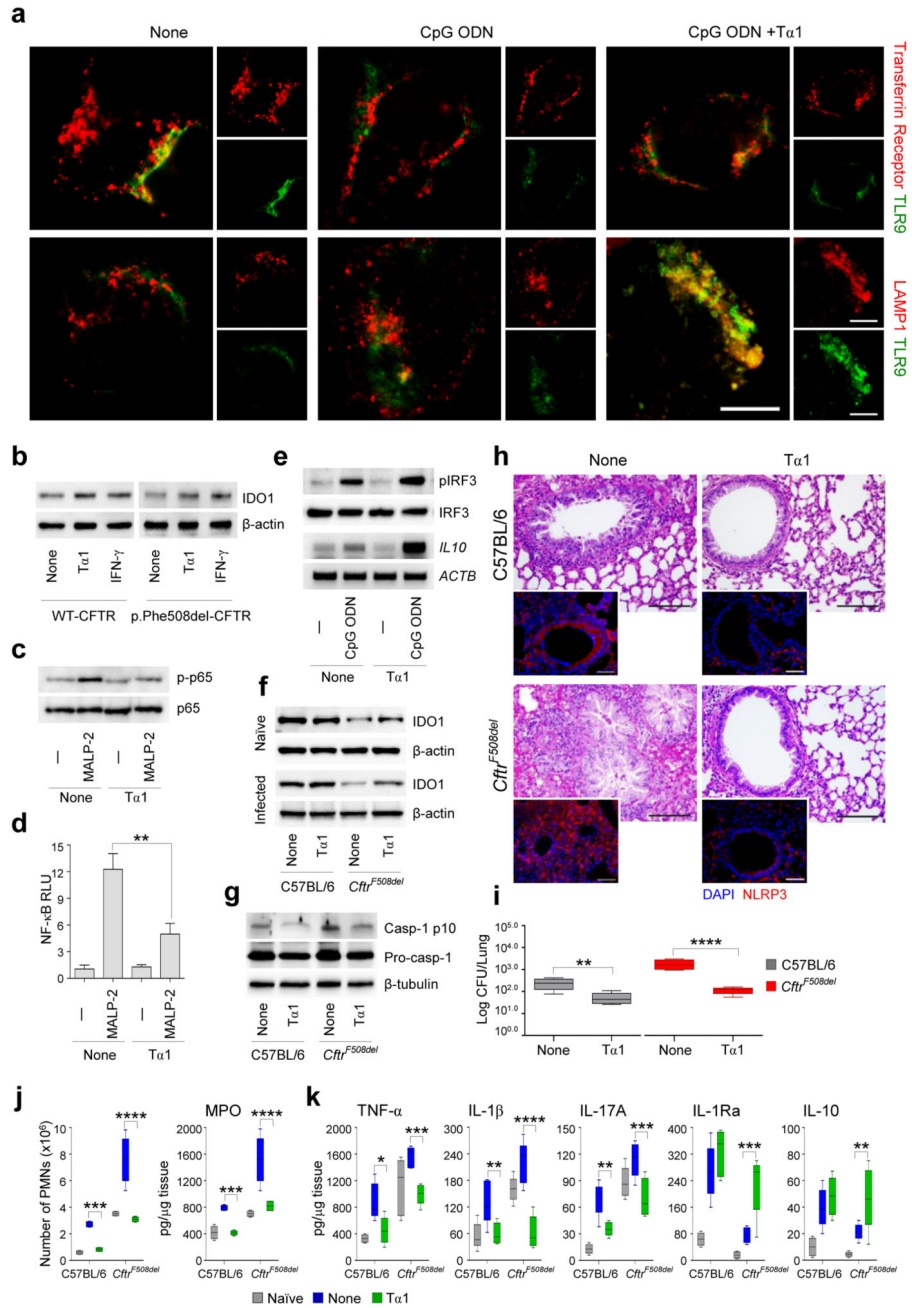 a
None
CpG ODN
CpG ODN +Tα1
Transferrin Receptor TLR9
LAMP1 TLR9
b
IDO1
β-actin
None
Tα1
IFN-γ
None
Tα1
IFN-γ
WT-CFTR
p.Phe508del-CFTR
c
p-p65
p65
—
MALP-2
—
MALP-2
None
Tα1
d
NF-κB RLU
15
12
9
6
3
0
**
—
MALP-2
—
MALP-2
None
Tα1
e
pIRF3
IRF3
IL10
ACTB
—
CpG ODN
—
CpG ODN
None
Tα1
f
Naïve
IDO1
β-actin
Infected
IDO1
β-actin
None
Tα1
None
Tα1
C57BL/6
CftrF508del
g
Casp-1 p10
Pro-casp-1
β-tubulin
None
Tα1
None
Tα1
C57BL/6
CftrF508del
h
None
Tα1
C57BL/6
CftrF508del
DAPI NLRP3
i
Log CFU/Lung
10^5.0
10^4.0
10^3.0
10^2.0
10^1.0
10^0.0
**
****
None
Tα1
None
Tα1
C57BL/6
CftrF508del
j
Number of PMNs (x10^6)
12
9
6
3
0
***
****
C57BL/6
CftrF508del
MPO
pg/µg tissue
2000
1600
1200
800
400
0
***
****
C57BL/6
CftrF508del
k
TNF-α
pg/µg tissue
2000
1600
1200
800
400
0
*
***
C57BL/6
CftrF508del
IL-1β
300
240
180
120
60
0
**
****
C57BL/6
CftrF508del
IL-17A
150
120
90
60
30
0
**
***
C57BL/6
CftrF508del
IL-1Ra
400
320
240
160
80
0
***
C57BL/6
CftrF508del
IL-10
100
80
60
40
20
0
**
C57BL/6
CftrF508del
Naïve
None
Tα1